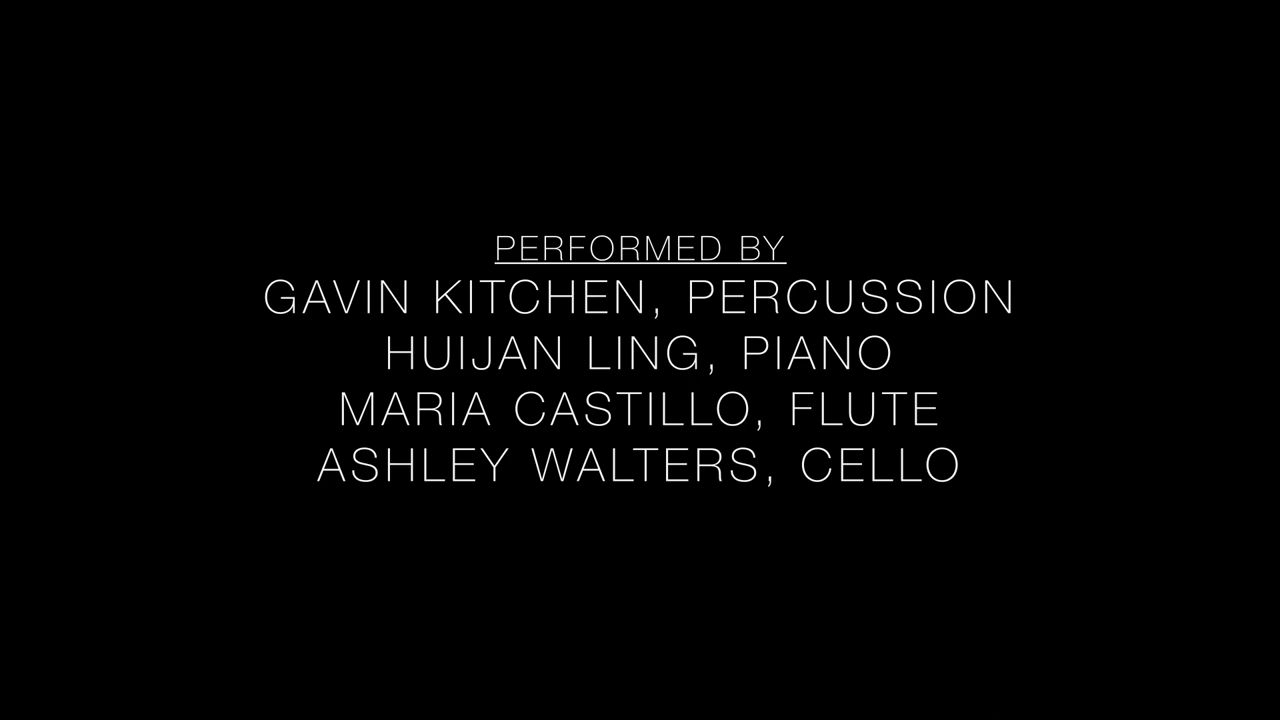 PERFORMED BY
GAVIN KITCHEN, PERCUSSION
HUIJAN LING, PIANO
MARIA CASTILLO, FLUTE
ASHLEY WALTERS, CELLO